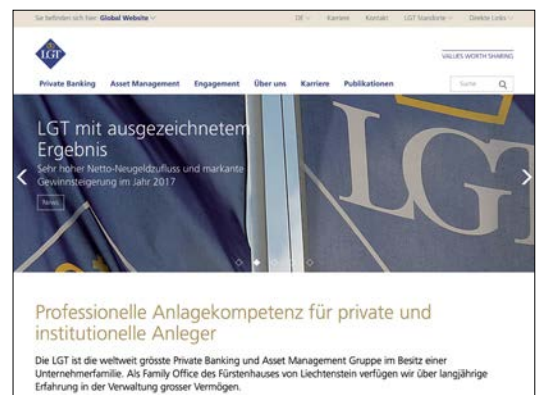 Sie befinden sich hier: Global Website
DE Karriere Kontakt LGT Standorte Direkte Links
LGT
VALUES WORTH SHARING
Private Banking Asset Management Engagement Über uns Karriere Publikationen
Suche
LGT mit ausgezeichnetem
Ergebnis
Sehr hoher Netto-Neugeldzufluss und markante
Gewinnsteigerung im Jahr 2017
News
LGT
Professionelle Anlagekompetenz für private und
institutionelle Anleger
Die LGT ist die weltweit grösste Private Banking und Asset Management Gruppe im Besitz einer
Unternehmerfamilie. Als Family Office des Fürstenhauses von Liechtenstein verfügen wir über langjährige
Erfahrung in der Verwaltung grosser Vermögen.